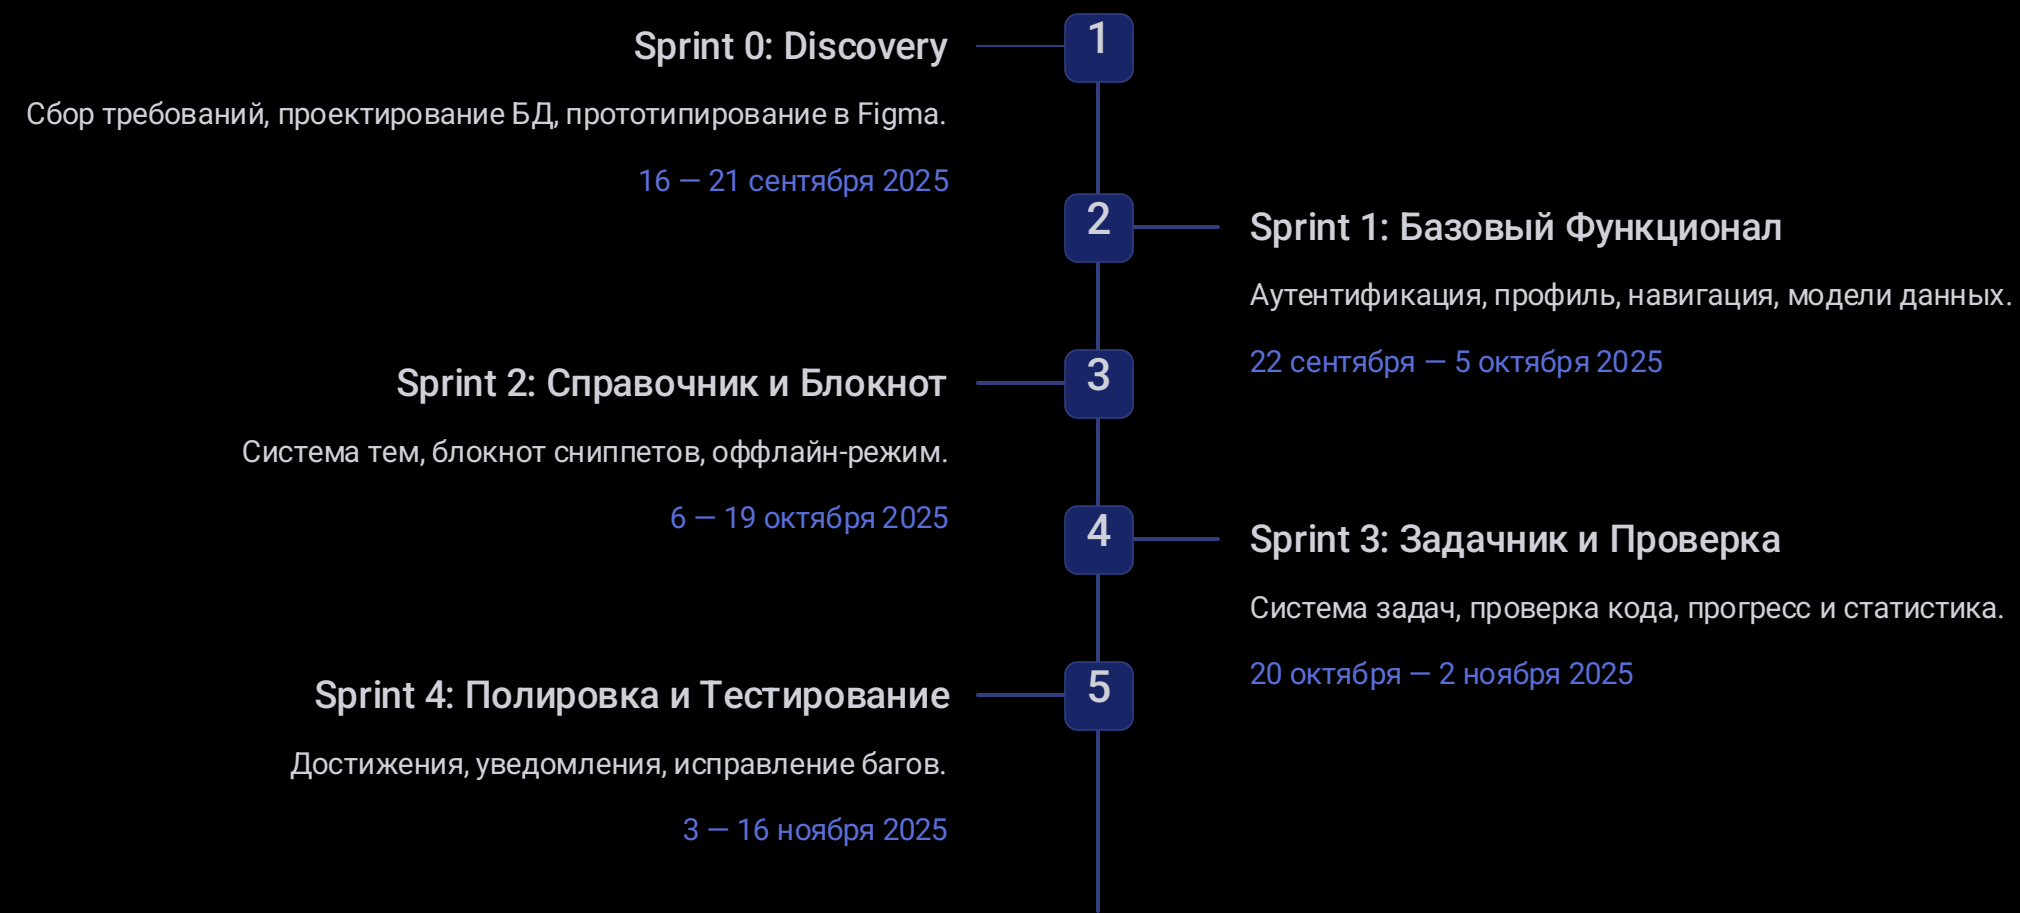 1
Sprint 0: Discovery
Сбор требований, проектирование БД, прототипирование в Figma.
16 — 21 сентября 2025
2
Sprint 1: Базовый Функционал
Аутентификация, профиль, навигация, модели данных.
22 сентября — 5 октября 2025
3
Sprint 2: Справочник и Блокнот
Система тем, блокнот сниппетов, оффлайн-режим.
6 — 19 октября 2025
4
Sprint 3: Задачник и Проверка
Система задач, проверка кода, прогресс и статистика.
20 октября — 2 ноября 2025
5
Sprint 4: Полировка и Тестирование
Достижения, уведомления, исправление багов.
3 — 16 ноября 2025